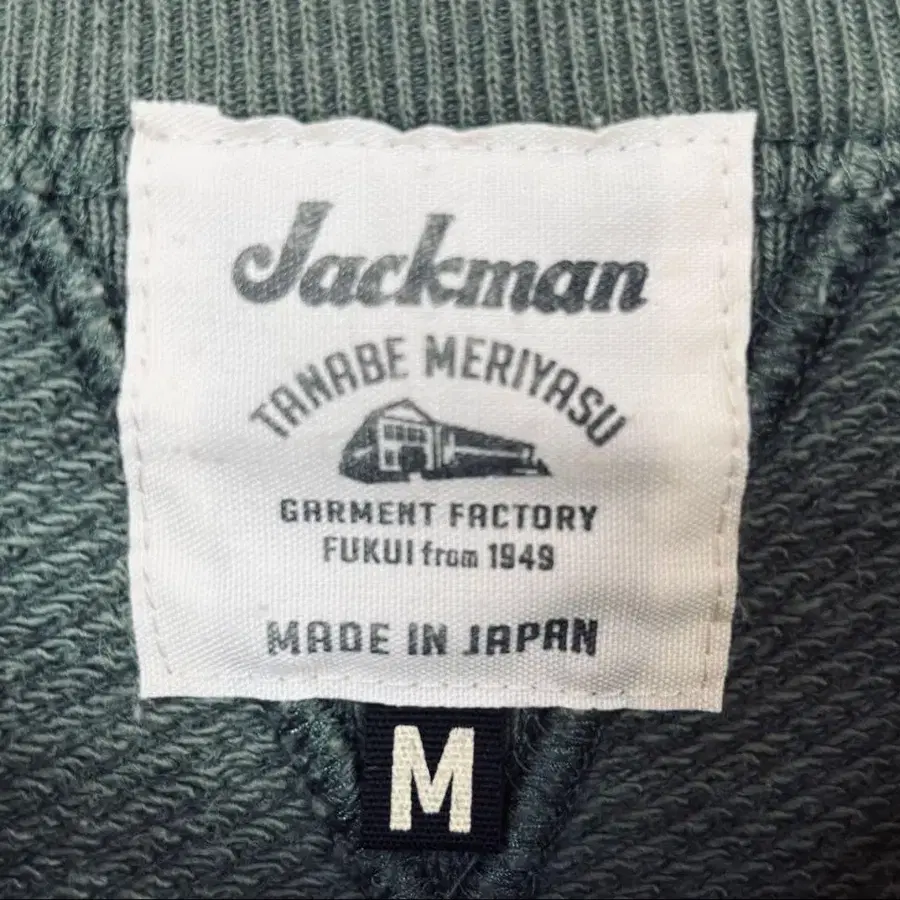 Jackman
TANABE MERIYASU
GARMENT FACTORY
FUKUI from 1949
MADE IN JAPAN
M